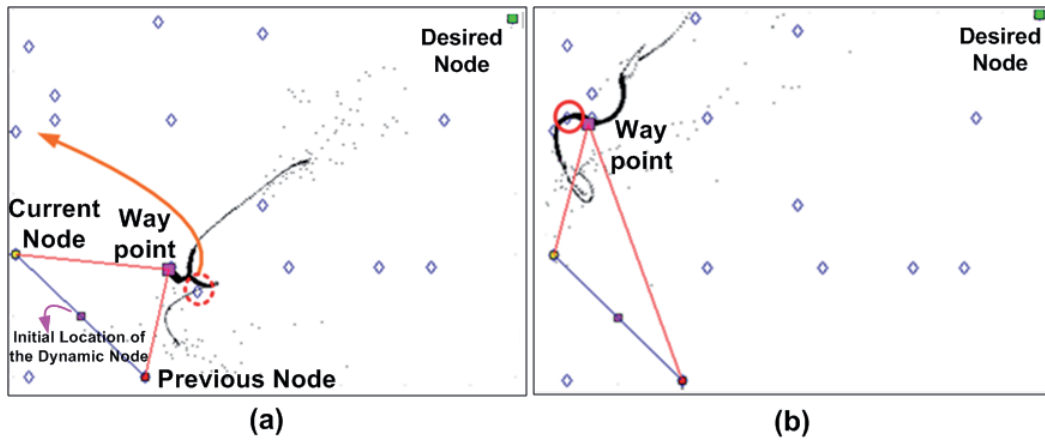 Desired
Node
Current
Node
Way
point
Initial Location of
the Dynamic Node
Previous Node
(a)
Desired
Node
Way
point
(b)